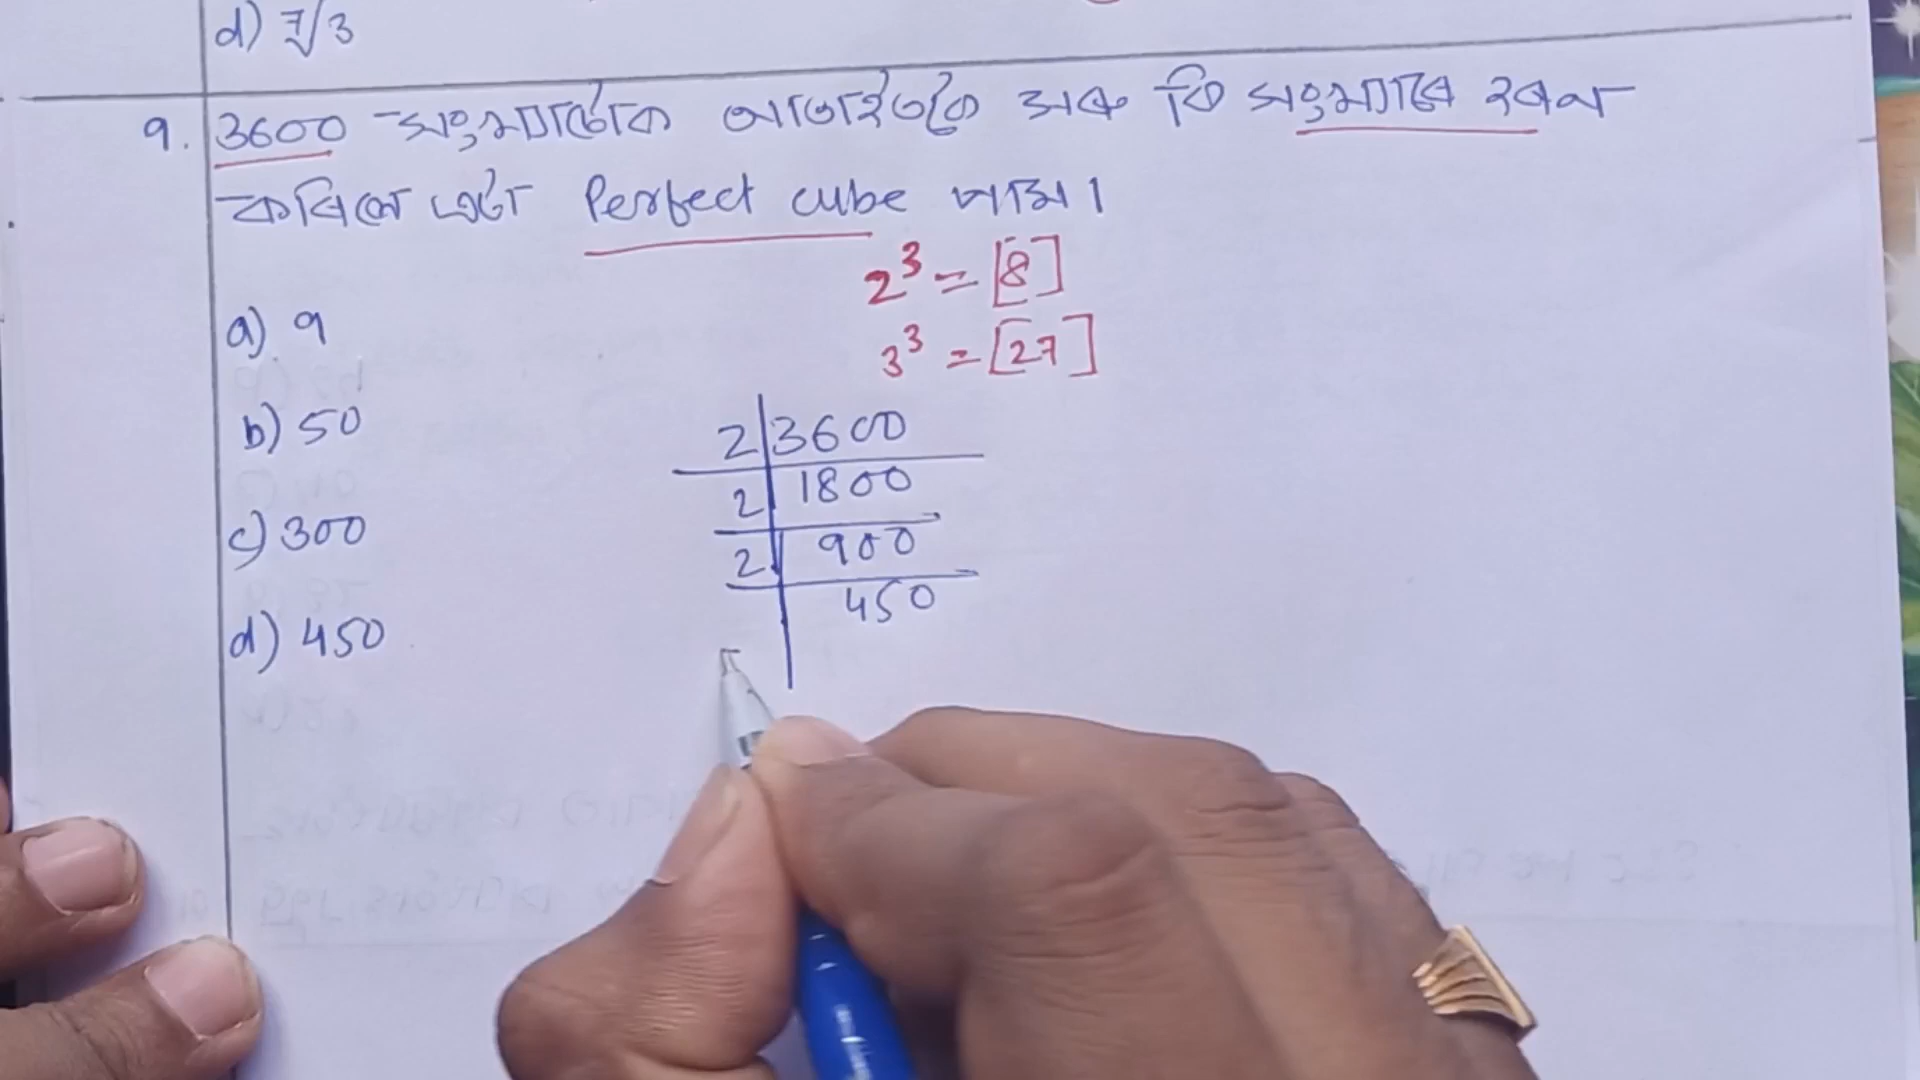 d) ⁷√3
9. 3600 সংখ্যাটোক আটাইতকৈ সৰু কি সংখ্যাৰে হৰণ
কৰিলে এটা Perfect cube পাম।
2³ = [8]
3³ = [27]
a) 9
b) 50
c) 300
d) 450
2 3600
2 1800
2 900
450